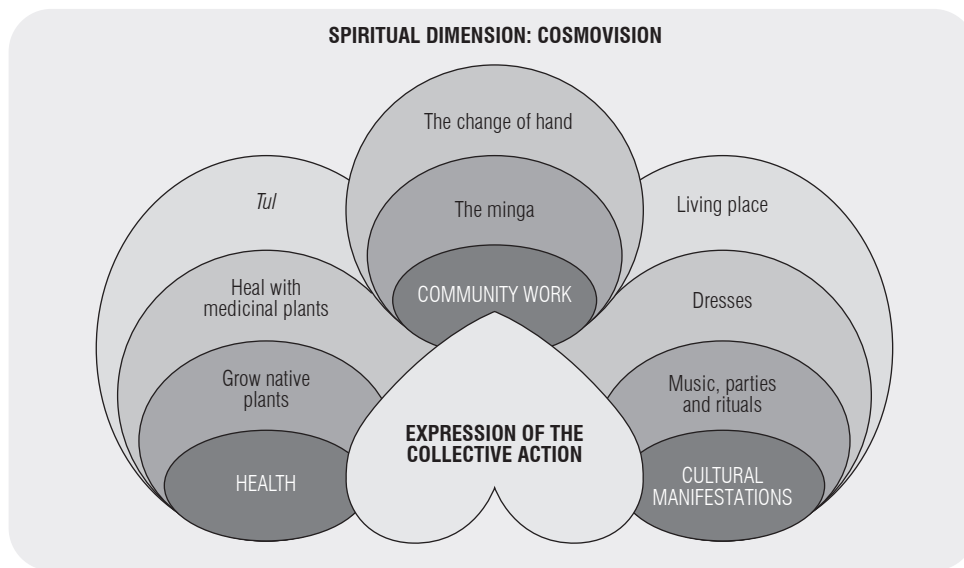 SPIRITUAL DIMENSION: COSMOVISION
The change of hand
The minga
COMMUNITY WORK
Tul
Heal with
medicinal plants
Grow native
plants
HEALTH
Living place
Dresses
Music, parties
and rituals
CULTURAL
MANIFESTATIONS
EXPRESSION OF THE
COLLECTIVE ACTION